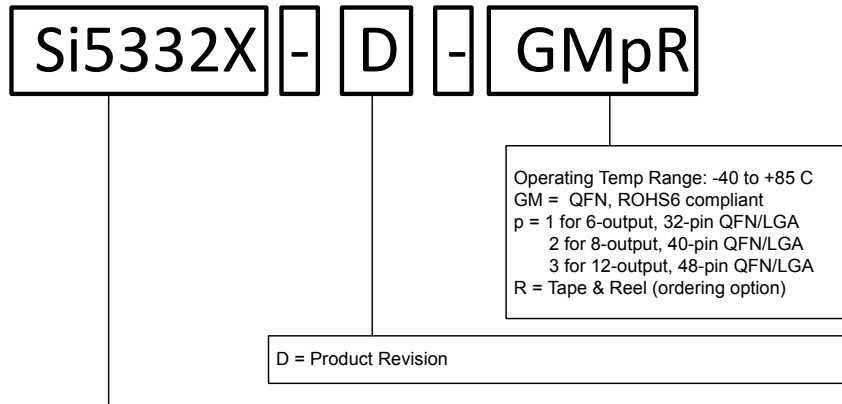 Si5332X - D - GMpR
Operating Temp Range: -40 to +85 C
GM = QFN, ROHS6 compliant
p = 1 for 6-output, 32-pin QFN/LGA
2 for 8-output, 40-pin QFN/LGA
3 for 12-output, 48-pin QFN/LGA
R = Tape & Reel (ordering option)
D = Product Revision